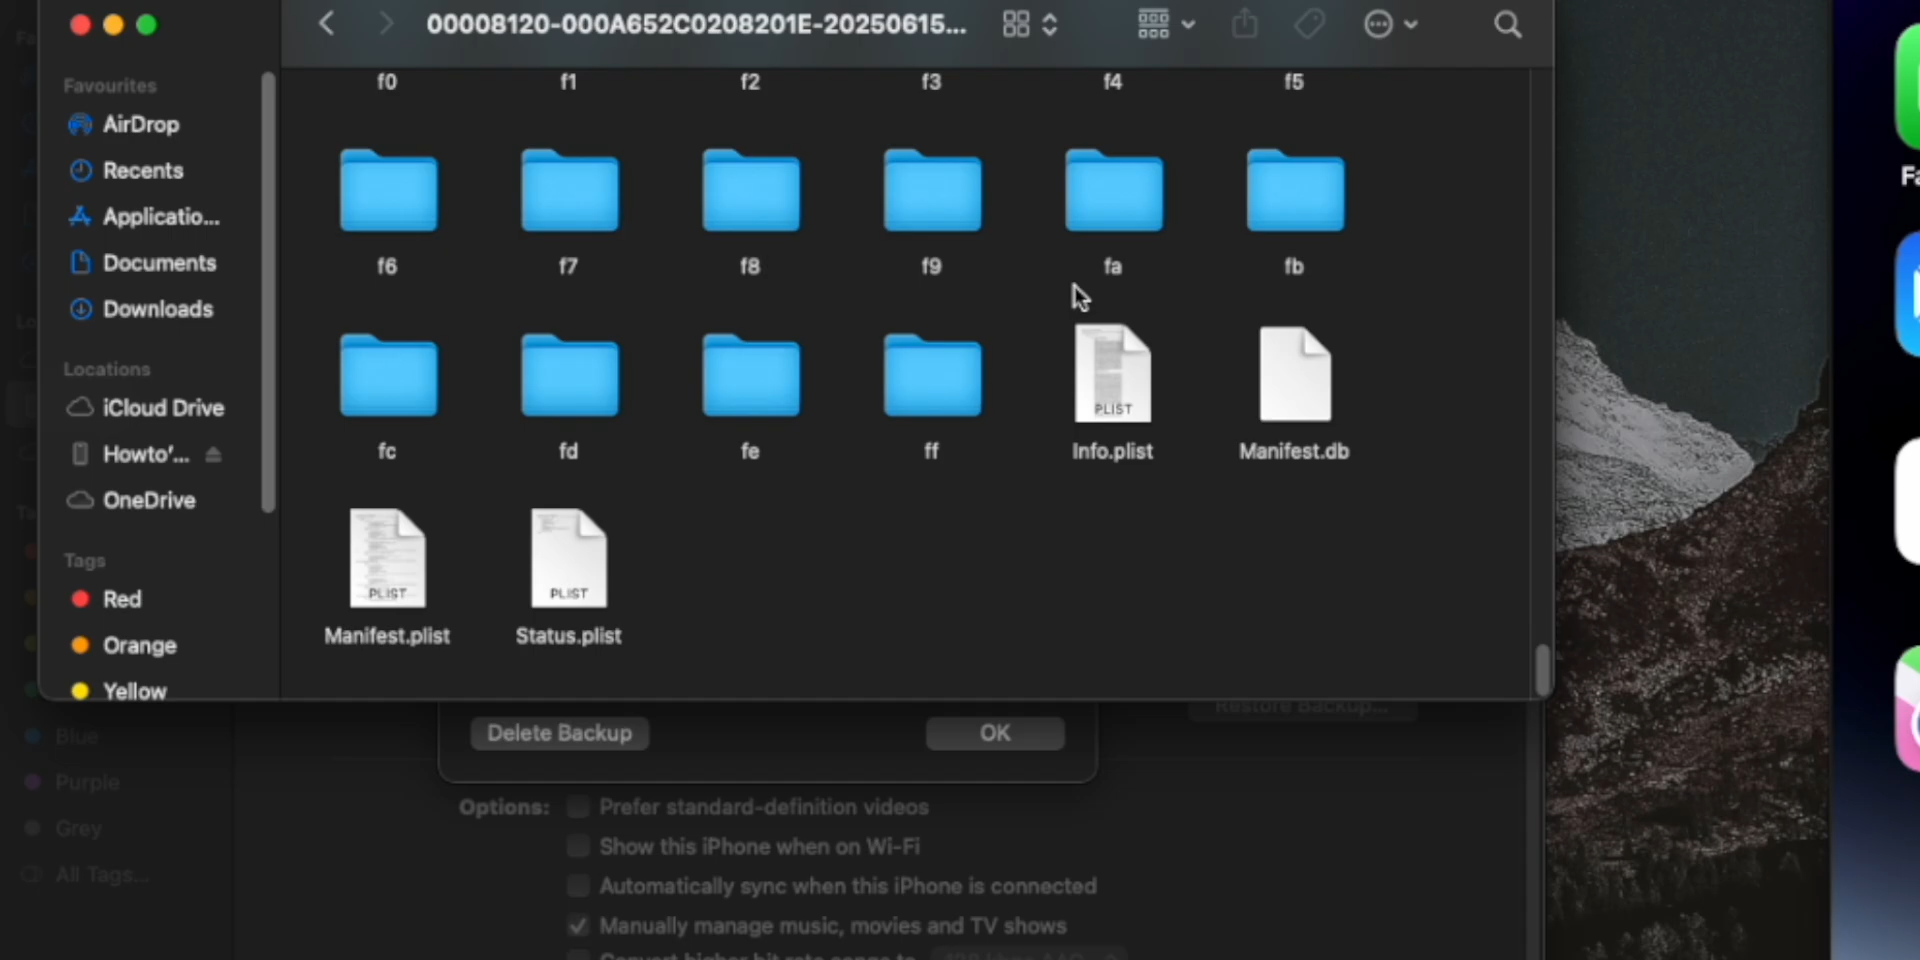 00008120-000A652C0208201E-20250615...
Favourites
AirDrop
Recents
Applicatio...
Documents
Downloads
Locations
iCloud Drive
Howto'...
OneDrive
Tags
Red
Orange
Yellow
f0 f1 f2 f3 f4 f5
f6 f7 f8 f9 fa fb
PLIST
fc fd fe ff Info.plist Manifest.db
PLIST PLIST
Manifest.plist Status.plist
Restore Backup...
Delete Backup OK
Blue
Purple
Grey
All Tags...
Options: Prefer standard-definition videos
Show this iPhone when on Wi-Fi
Automatically sync when this iPhone is connected
Manually manage music, movies and TV shows